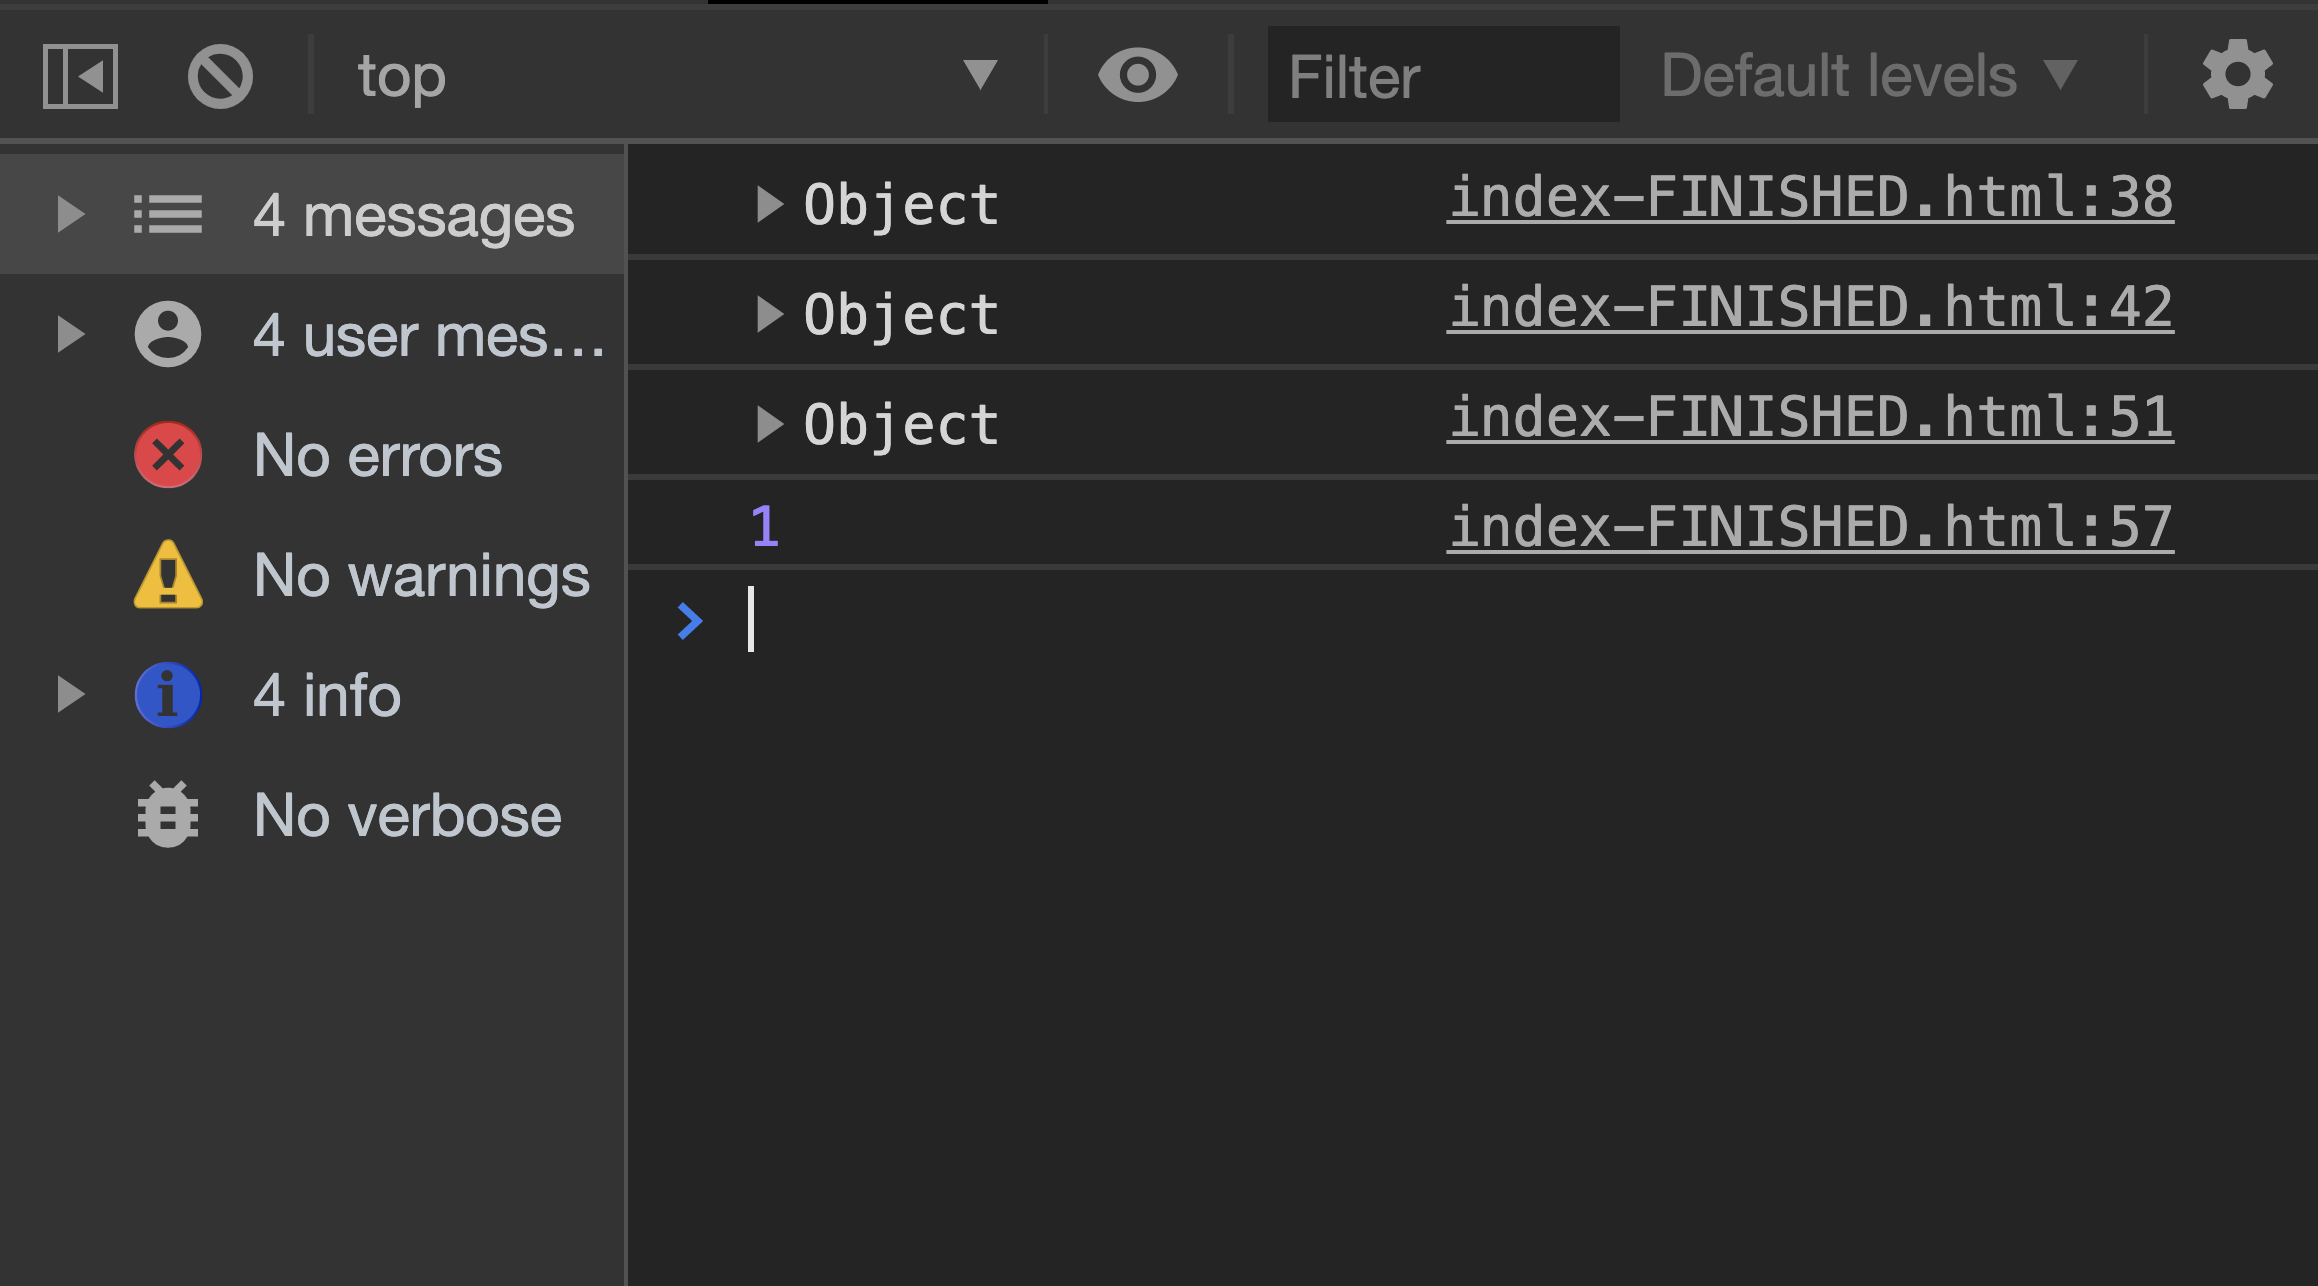 top
Filter
Default levels
4 messages
4 user mes…
No errors
No warnings
4 info
No verbose
Object index-FINISHED.html:38
Object index-FINISHED.html:42
Object index-FINISHED.html:51
1 index-FINISHED.html:57